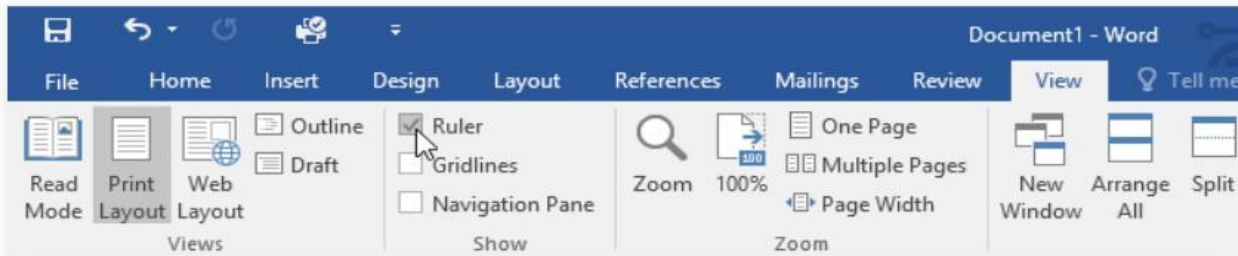 Document1 - Word
File Home Insert Design Layout References Mailings Review View Tell me
Read Mode
Print Layout
Web Layout
Outline
Draft
Views
Ruler
Gridlines
Navigation Pane
Show
Zoom
100
100%
One Page
Multiple Pages
Page Width
Zoom
New Window
Arrange All
Split